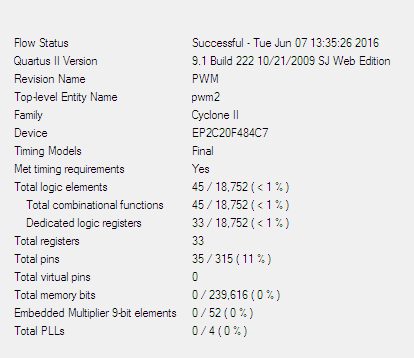 Flow Status Successful - Tue Jun 07 13:35:26 2016
Quartus II Version 9.1 Build 222 10/21/2009 SJ Web Edition
Revision Name PWM
Top-level Entity Name pwm2
Family Cyclone II
Device EP2C20F484C7
Timing Models Final
Met timing requirements Yes
Total logic elements 45 / 18,752 ( < 1 % )
Total combinational functions 45 / 18,752 ( < 1 % )
Dedicated logic registers 33 / 18,752 ( < 1 % )
Total registers 33
Total pins 35 / 315 ( 11 % )
Total virtual pins 0
Total memory bits 0 / 239,616 ( 0 % )
Embedded Multiplier 9-bit elements 0 / 52 ( 0 % )
Total PLLs 0 / 4 ( 0 % )